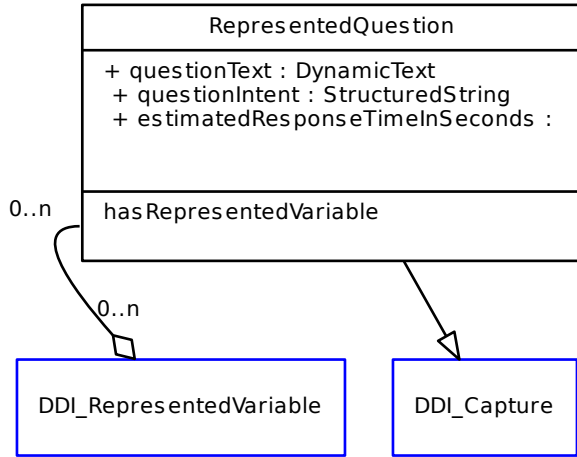 RepresentedQuestion
+ questionText : DynamicText
+ questionIntent : StructuredString
+ estimatedResponseTimeInSeconds :
hasRepresentedVariable
0..n
0..n
DDI_RepresentedVariable
DDI_Capture